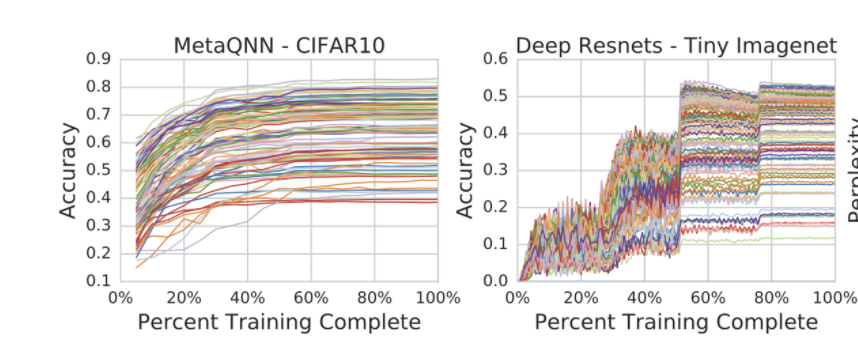 MetaQNN - CIFAR10
0.9
0.8
0.7
0.6
0.5
0.4
0.3
0.2
0.1
Accuracy
0% 20% 40% 60% 80% 100%
Percent Training Complete
Deep Resnets - Tiny Imagenet
0.6
0.5
0.4
0.3
0.2
0.1
0.0
Accuracy
0% 20% 40% 60% 80% 100%
Percent Training Complete
Perplexity